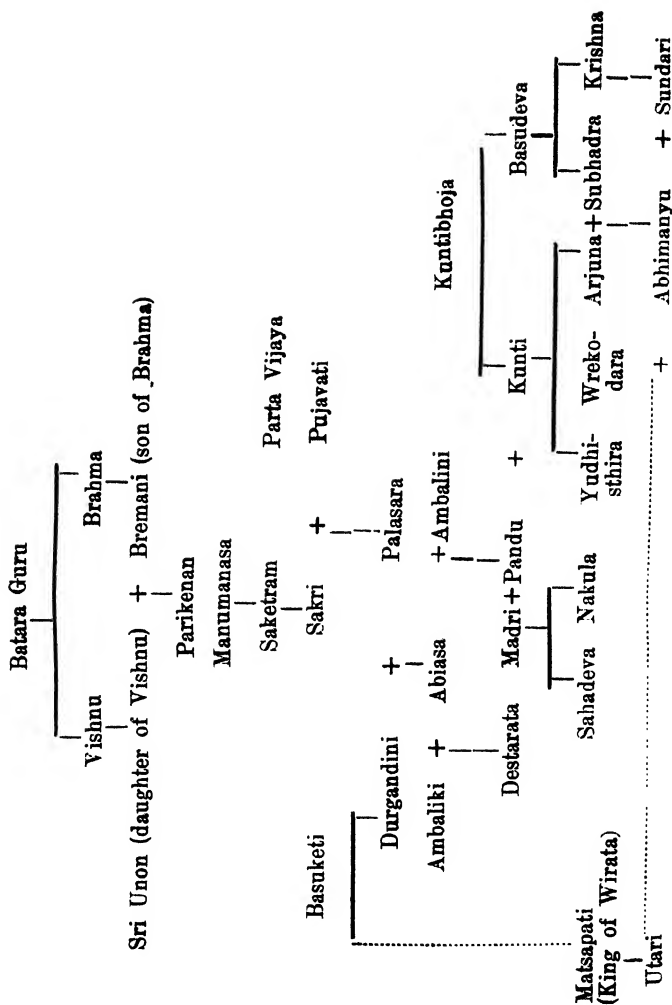 Batara Guru
Vishnu Brahma
Sri Unon (daughter of Vishnu) + Bremani (son of Brahma)
Parikenan
Manumanasa
Saketram Parta Vijaya
Sakri + Pujavati
Basuketi
Durgandini + Palasara
Ambaliki + Abiasa + Ambalini Kuntibhoja
Destarata Madri + Pandu + Kunti Basudeva
Matsapati
(King of Wirata)
Sahadeva Nakula Yudhi-
sthira Wreko-
dara Arjuna + Subhadra Krishna
Utari + Abhimanyu + Sundari